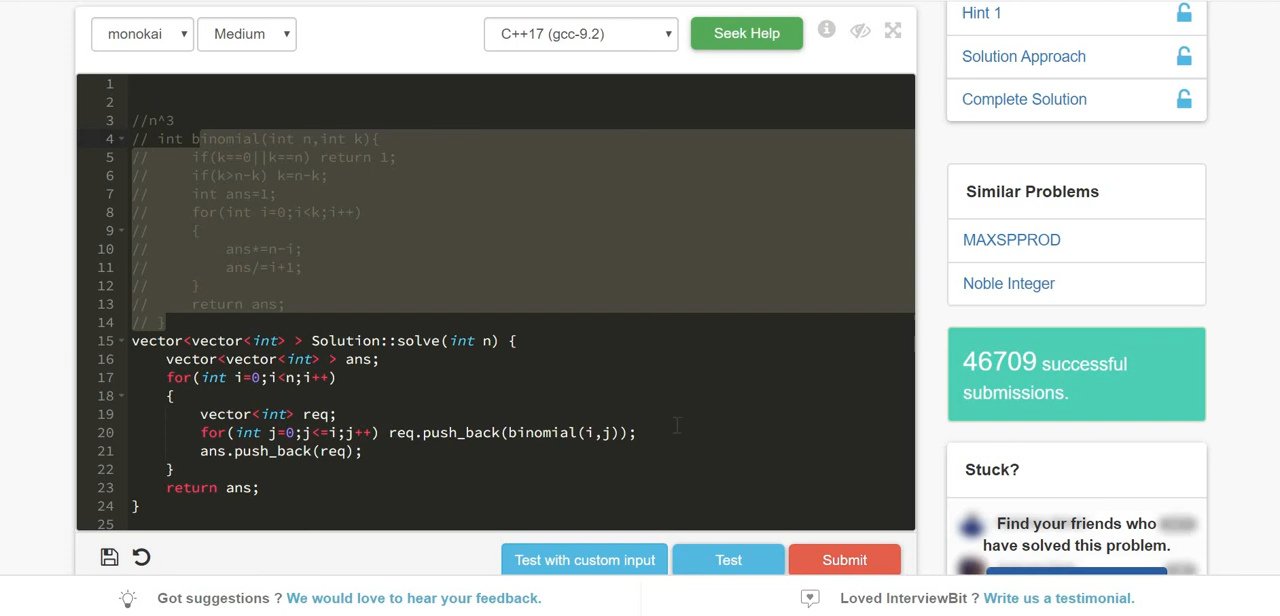 monokai
Medium
C++17 (gcc-9.2)
Seek Help
1
2
3 //n^3
4 // int binomial(int n,int k){
5 //     if(k==0||k==n) return 1;
6 //     if(k>n-k) k=n-k;
7 //     int ans=1;
8 //     for(int i=0;i<k;i++)
9 //     {
10 //         ans*=n-i;
11 //         ans/=i+1;
12 //     }
13 //     return ans;
14 // }
15 vector<vector<int> > Solution::solve(int n) {
16     vector<vector<int> > ans;
17     for(int i=0;i<n;i++)
18     {
19         vector<int> req;
20         for(int j=0;j<=i;j++) req.push_back(binomial(i,j));
21         ans.push_back(req);
22     }
23     return ans;
24 }
25
Test with custom input
Test
Submit
Hint 1
Solution Approach
Complete Solution
Similar Problems
MAXSPPROD
Noble Integer
46709 successful
submissions.
Stuck?
Find your friends who
have solved this problem.
Got suggestions ? We would love to hear your feedback.
Loved InterviewBit ? Write us a testimonial.